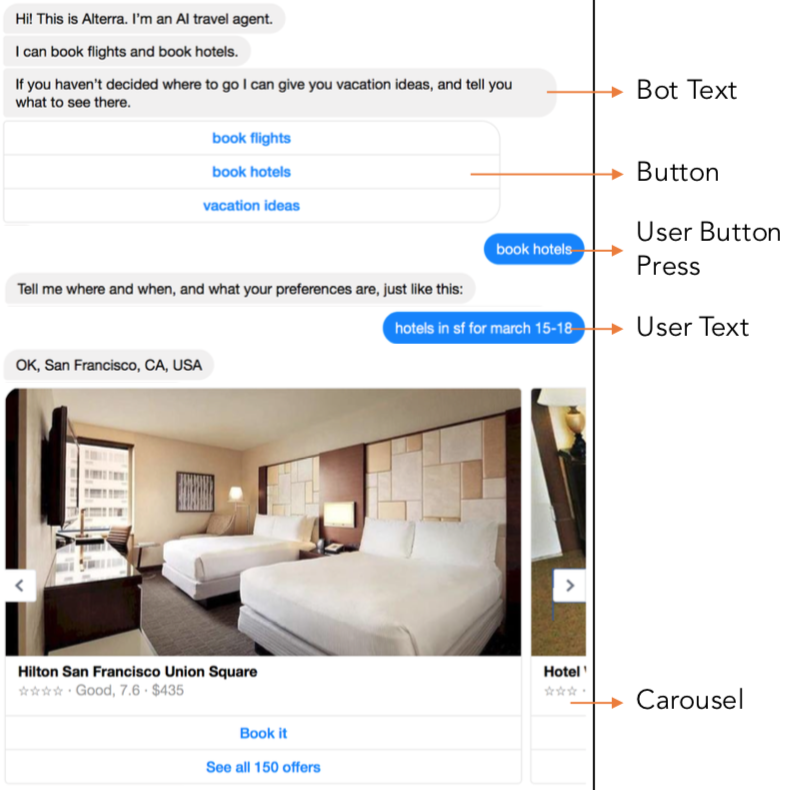 Hi! This is Alterra. I'm an AI travel agent.
I can book flights and book hotels.
If you haven't decided where to go I can give you vacation ideas, and tell you
what to see there.
Bot Text
book flights
book hotels
Button
vacation ideas
User Button
Press
book hotels
Tell me where and when, and what your preferences are, just like this:
hotels in sf for march 15-18
User Text
OK, San Francisco, CA, USA
Hilton San Francisco Union Square
☆☆☆☆ · Good, 7.6 · $435
Hotel
☆☆☆ ·
Carousel
Book it
See all 150 offers